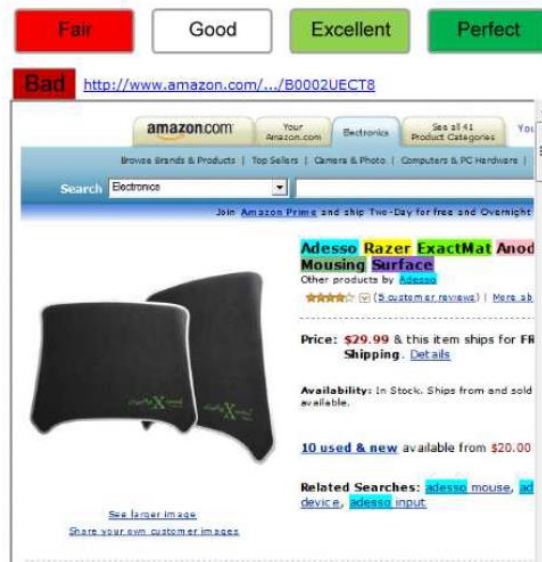 Fair Good Excellent Perfect
Bad http://www.amazon.com/.../B0002UECT8
amazon.com Your Amazon.com Electronics See all 41 Product Categories You
Browse Brands & Products | Top Sellers | Camera & Photo | Computers & PC Hardware |
Search Electronics
Join Amazon Prime and ship Two-Day for free and Overnight
Adesso Razer ExactMat Anod
Mousing Surface
Other products by Adesso
(5 customer reviews) | More ab
Price: $29.99 & this item ships for FR
Shipping. Details
Availability: In Stock. Ships from and sold
available.
10 used & new available from $20.00
Related Searches: adesso mouse, ad
device, adesso input
See larger image
Share your own customer images